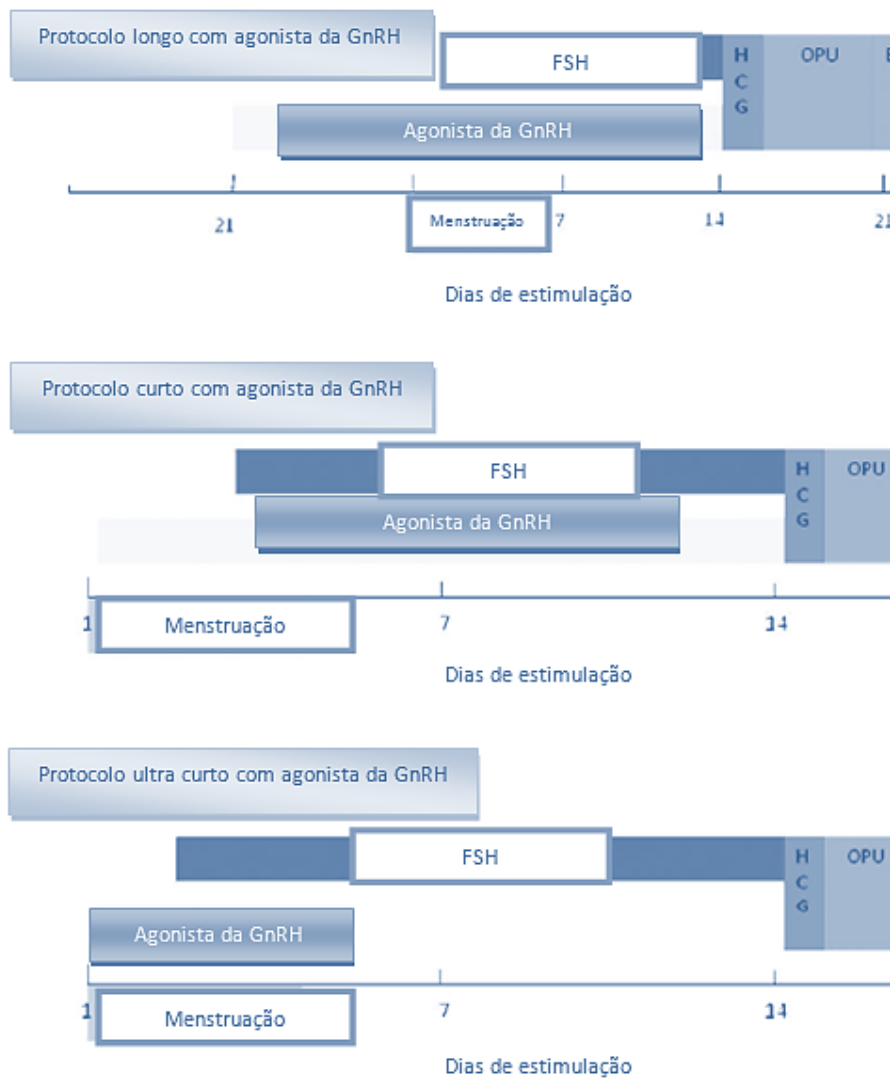 Protocolo longo com agonista da GnRH
FSH
H
C
G
OPU
E
Agonista da GnRH
21
Menstruação
7
14
21
Dias de estimulação
Protocolo curto com agonista da GnRH
FSH
H
C
G
OPU
Agonista da GnRH
1
Menstruação
7
14
Dias de estimulação
Protocolo ultra curto com agonista da GnRH
FSH
H
C
G
OPU
Agonista da GnRH
1
Menstruação
7
14
Dias de estimulação